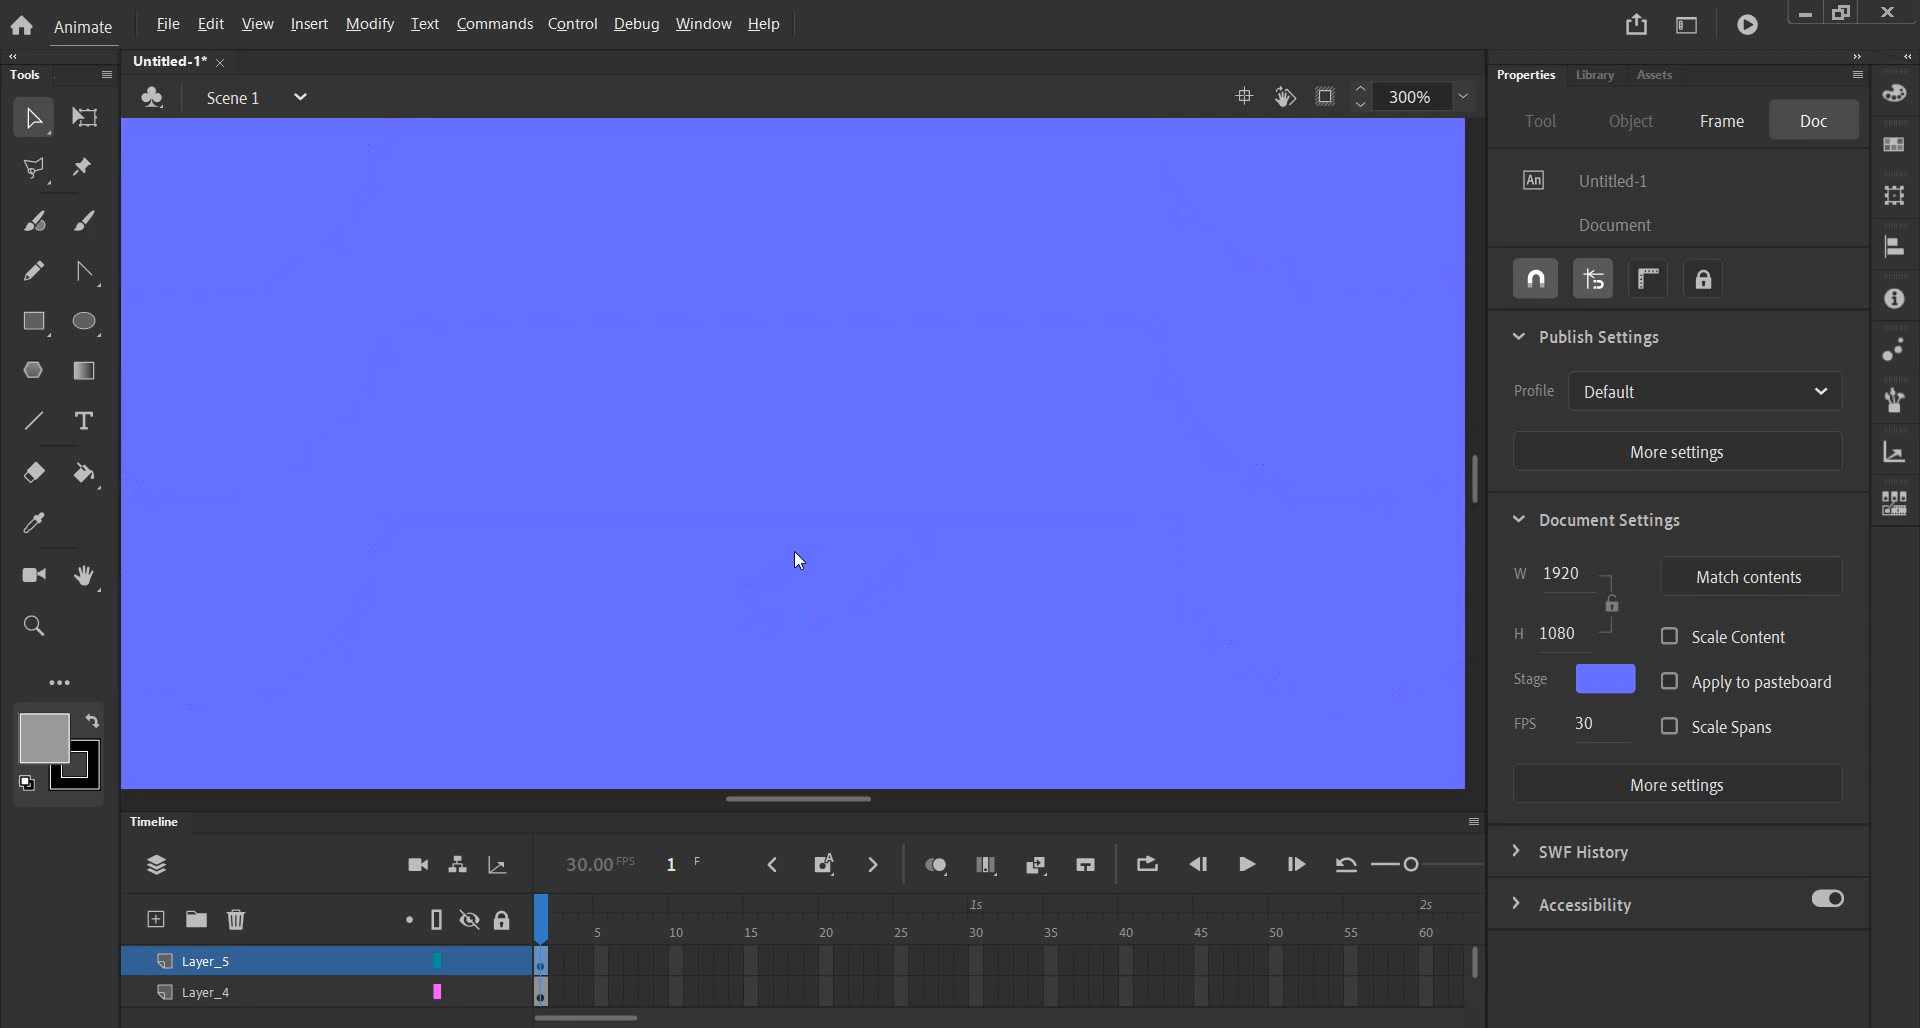 Animate
File Edit View Insert Modify Text Commands Control Debug Window Help
Tools
Untitled-1*
Scene 1
300%
Properties Library Assets
Tool Object Frame Doc
An
Untitled-1
Document
Publish Settings
Profile Default
More settings
Document Settings
W 1920
Match contents
H 1080
Scale Content
Stage
Apply to pasteboard
FPS 30
Scale Spans
More settings
SWF History
Accessibility
Timeline
30.00 FPS 1 F
1s 2s
5 10 15 20 25 30 35 40 45 50 55 60
Layer_5
Layer_4